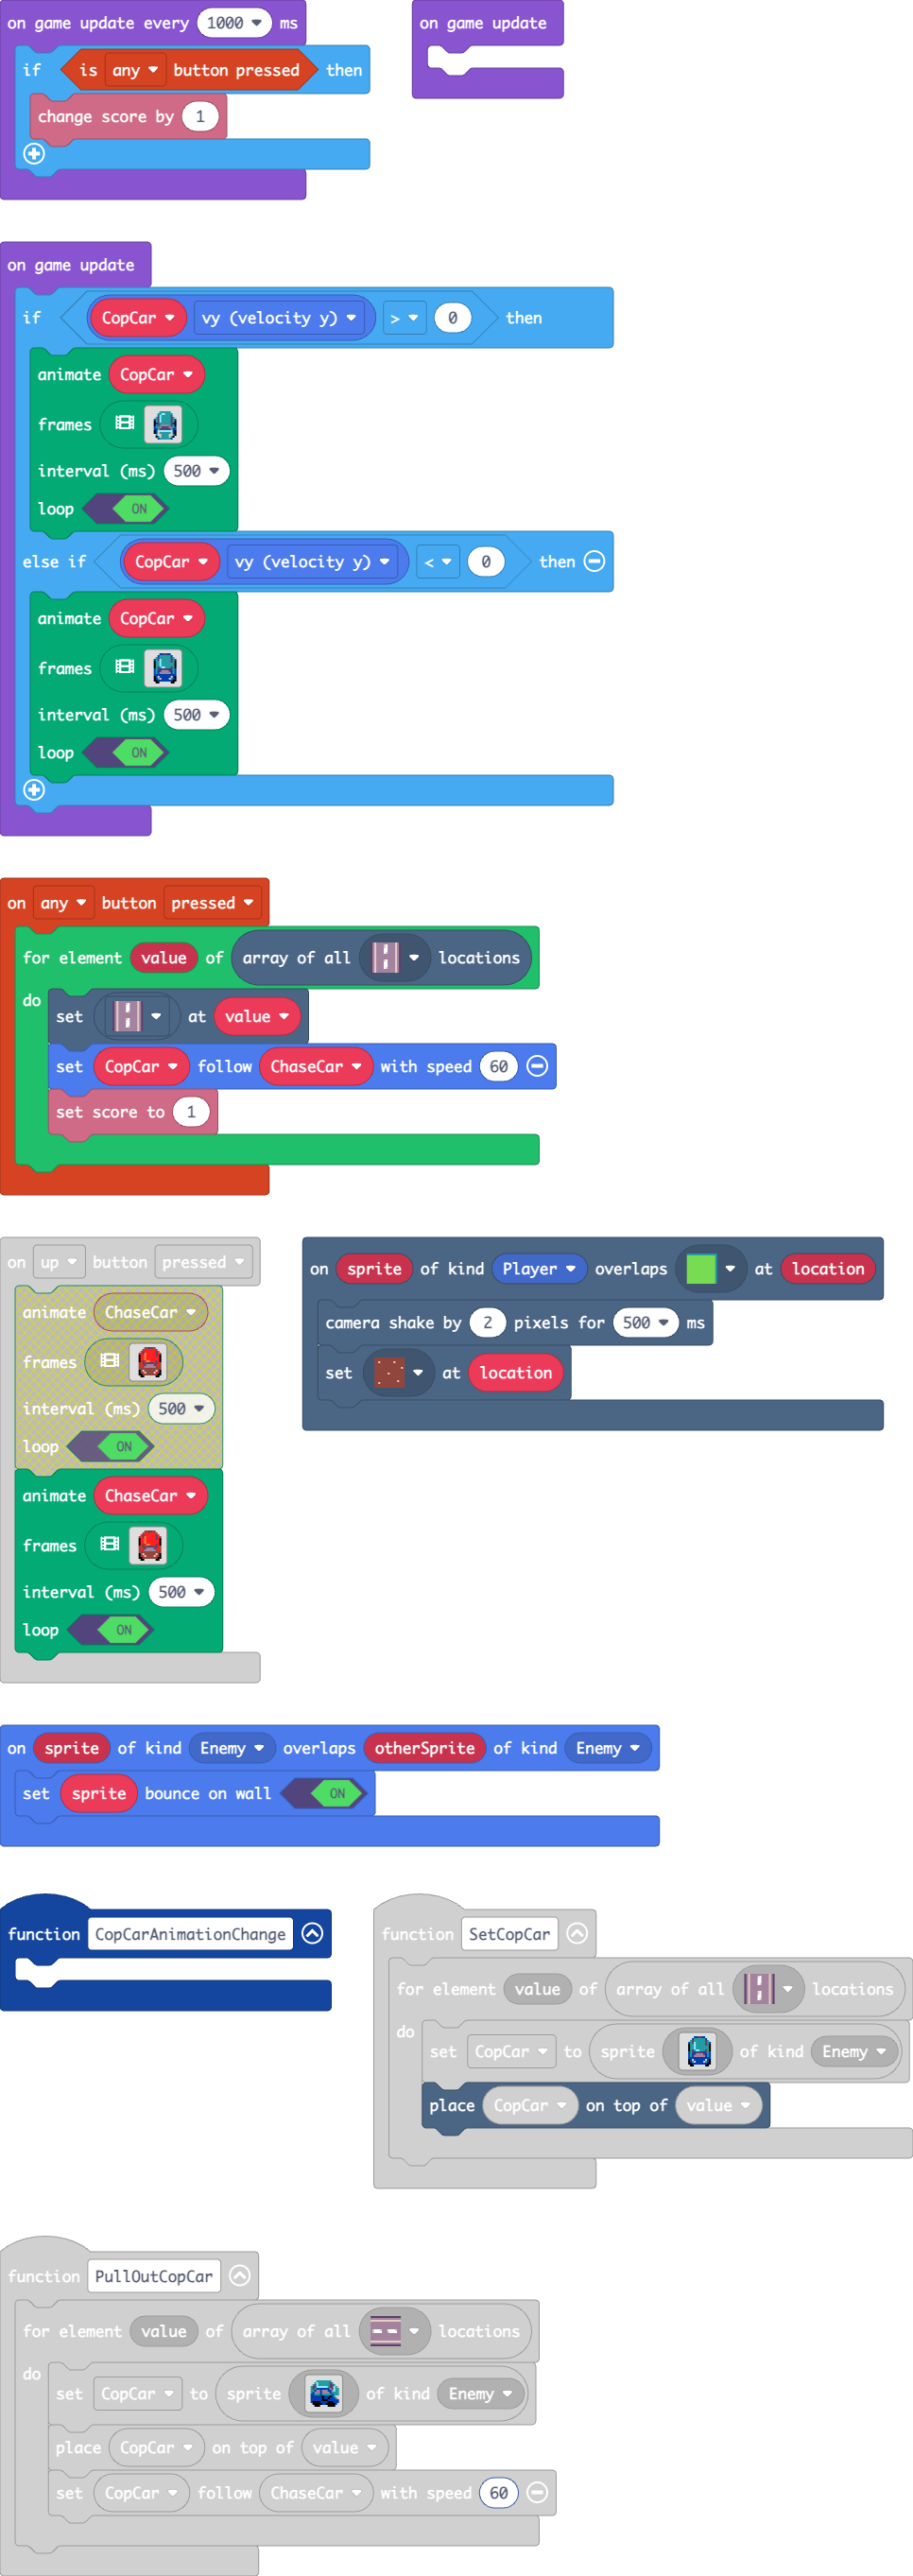 on game update every 1000 ms
if is any button pressed then
change score by 1
on game update
on game update
if CopCar vy (velocity y) > 0 then
animate CopCar
frames
interval (ms) 500
loop ON
else if CopCar vy (velocity y) < 0 then
animate CopCar
frames
interval (ms) 500
loop ON
on any button pressed
for element value of array of all locations
do
set at value
set CopCar follow ChaseCar with speed 60
set score to 1
on up button pressed
animate ChaseCar
frames
interval (ms) 500
loop ON
animate ChaseCar
frames
interval (ms) 500
loop ON
on sprite of kind Player overlaps at location
camera shake by 2 pixels for 500 ms
set at location
on sprite of kind Enemy overlaps otherSprite of kind Enemy
set sprite bounce on wall ON
function CopCarAnimationChange
function SetCopCar
for element value of array of all locations
do
set CopCar to sprite of kind Enemy
place CopCar on top of value
function PullOutCopCar
for element value of array of all locations
do
set CopCar to sprite of kind Enemy
place CopCar on top of value
set CopCar follow ChaseCar with speed 60